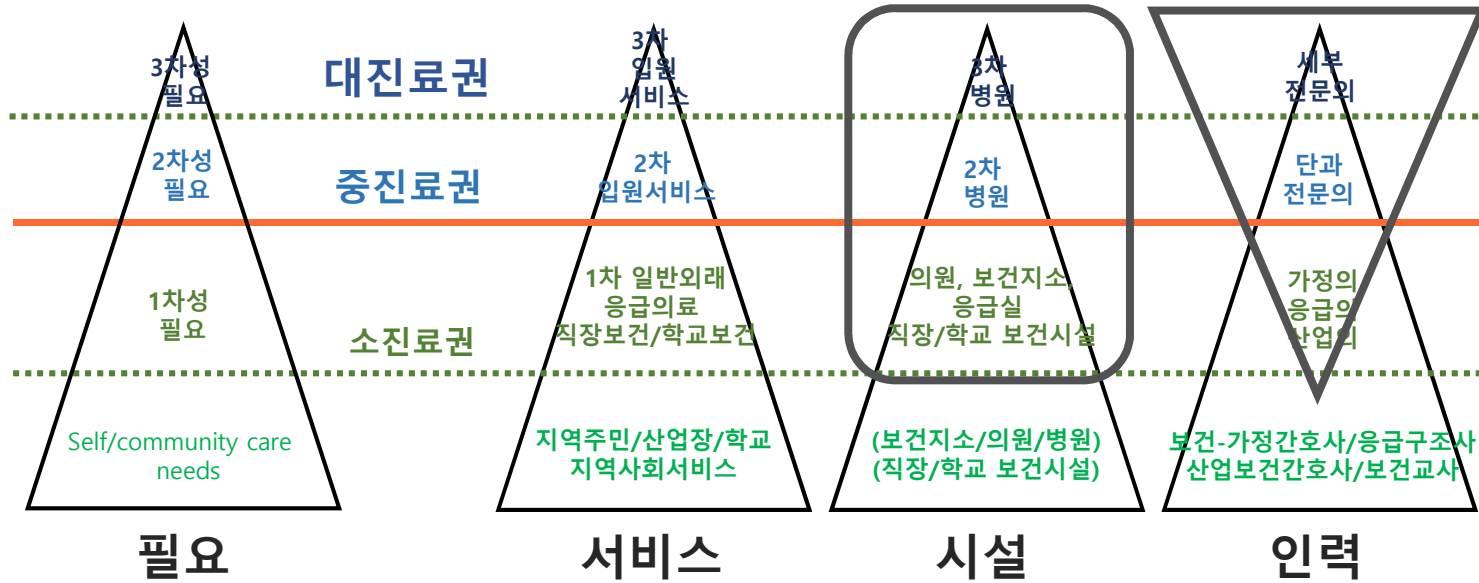 3차성
필요
대진료권
3차
입원
서비스
3차
병원
세부
전문의
2차성
필요
중진료권
2차
입원서비스
2차
병원
단과
전문의
1차성
필요
소진료권
1차 일반외래
응급의료
직장보건/학교보건
의원, 보건지소,
응급실
직장/학교 보건시설
가정의
응급의
산업의
Self/community care
needs
지역주민/산업장/학교
지역사회서비스
(보건지소/의원/병원)
(직장/학교 보건시설)
보건-가정간호사/응급구조사
산업보건간호사/보건교사
필요
서비스
시설
인력